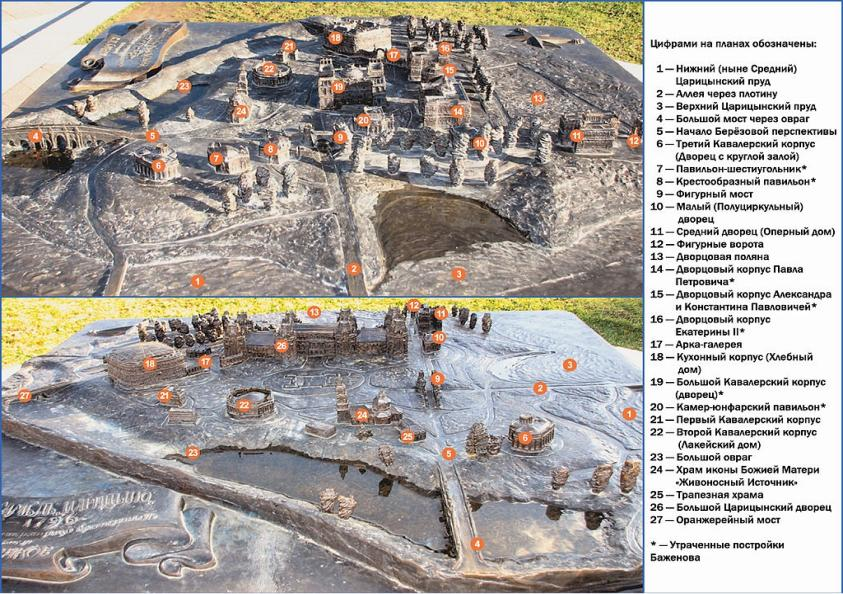 Цифрами на планах обозначены:
1 — Нижний (ныне Средний)
Царицынский пруд
2 — Аллея через плотину
3 — Верхний Царицынский пруд
4 — Большой мост через овраг
5 — Начало Берёзовой перспективы
6 — Третий Кавалерский корпус
(Дворец с круглой залой)
7 — Павильон-шестиугольник*
8 — Крестообразный павильон*
9 — Фигурный мост
10 — Малый (Полуциркульный)
дворец
11 — Средний дворец (Оперный дом)
12 — Фигурные ворота
13 — Дворцовая поляна
14 — Дворцовый корпус Павла
Петровича*
15 — Дворцовый корпус Александра
и Константина Павловичей*
16 — Дворцовый корпус
Екатерины II*
17 — Арка-галерея
18 — Кухонный корпус (Хлебный
дом)
19 — Большой Кавалерский корпус
(дворец)*
20 — Камер-юнфарский павильон*
21 — Первый Кавалерский корпус
22 — Второй Кавалерский корпус
(Лакейский дом)
23 — Большой овраг
24 — Храм иконы Божией Матери
«Живоносный Источник»
25 — Трапезная храма
26 — Большой Царицынский дворец
27 — Оранжерейный мост
* — Утраченные постройки
Баженова
18
21
17
16
22
15
23
19
13
24
14
20
4
5
9
10
11
12
8
7
6
2
3
1
13
12
11
10
26
18
17
3
9
2
27
21
22
1
24
25
6
23
5
4